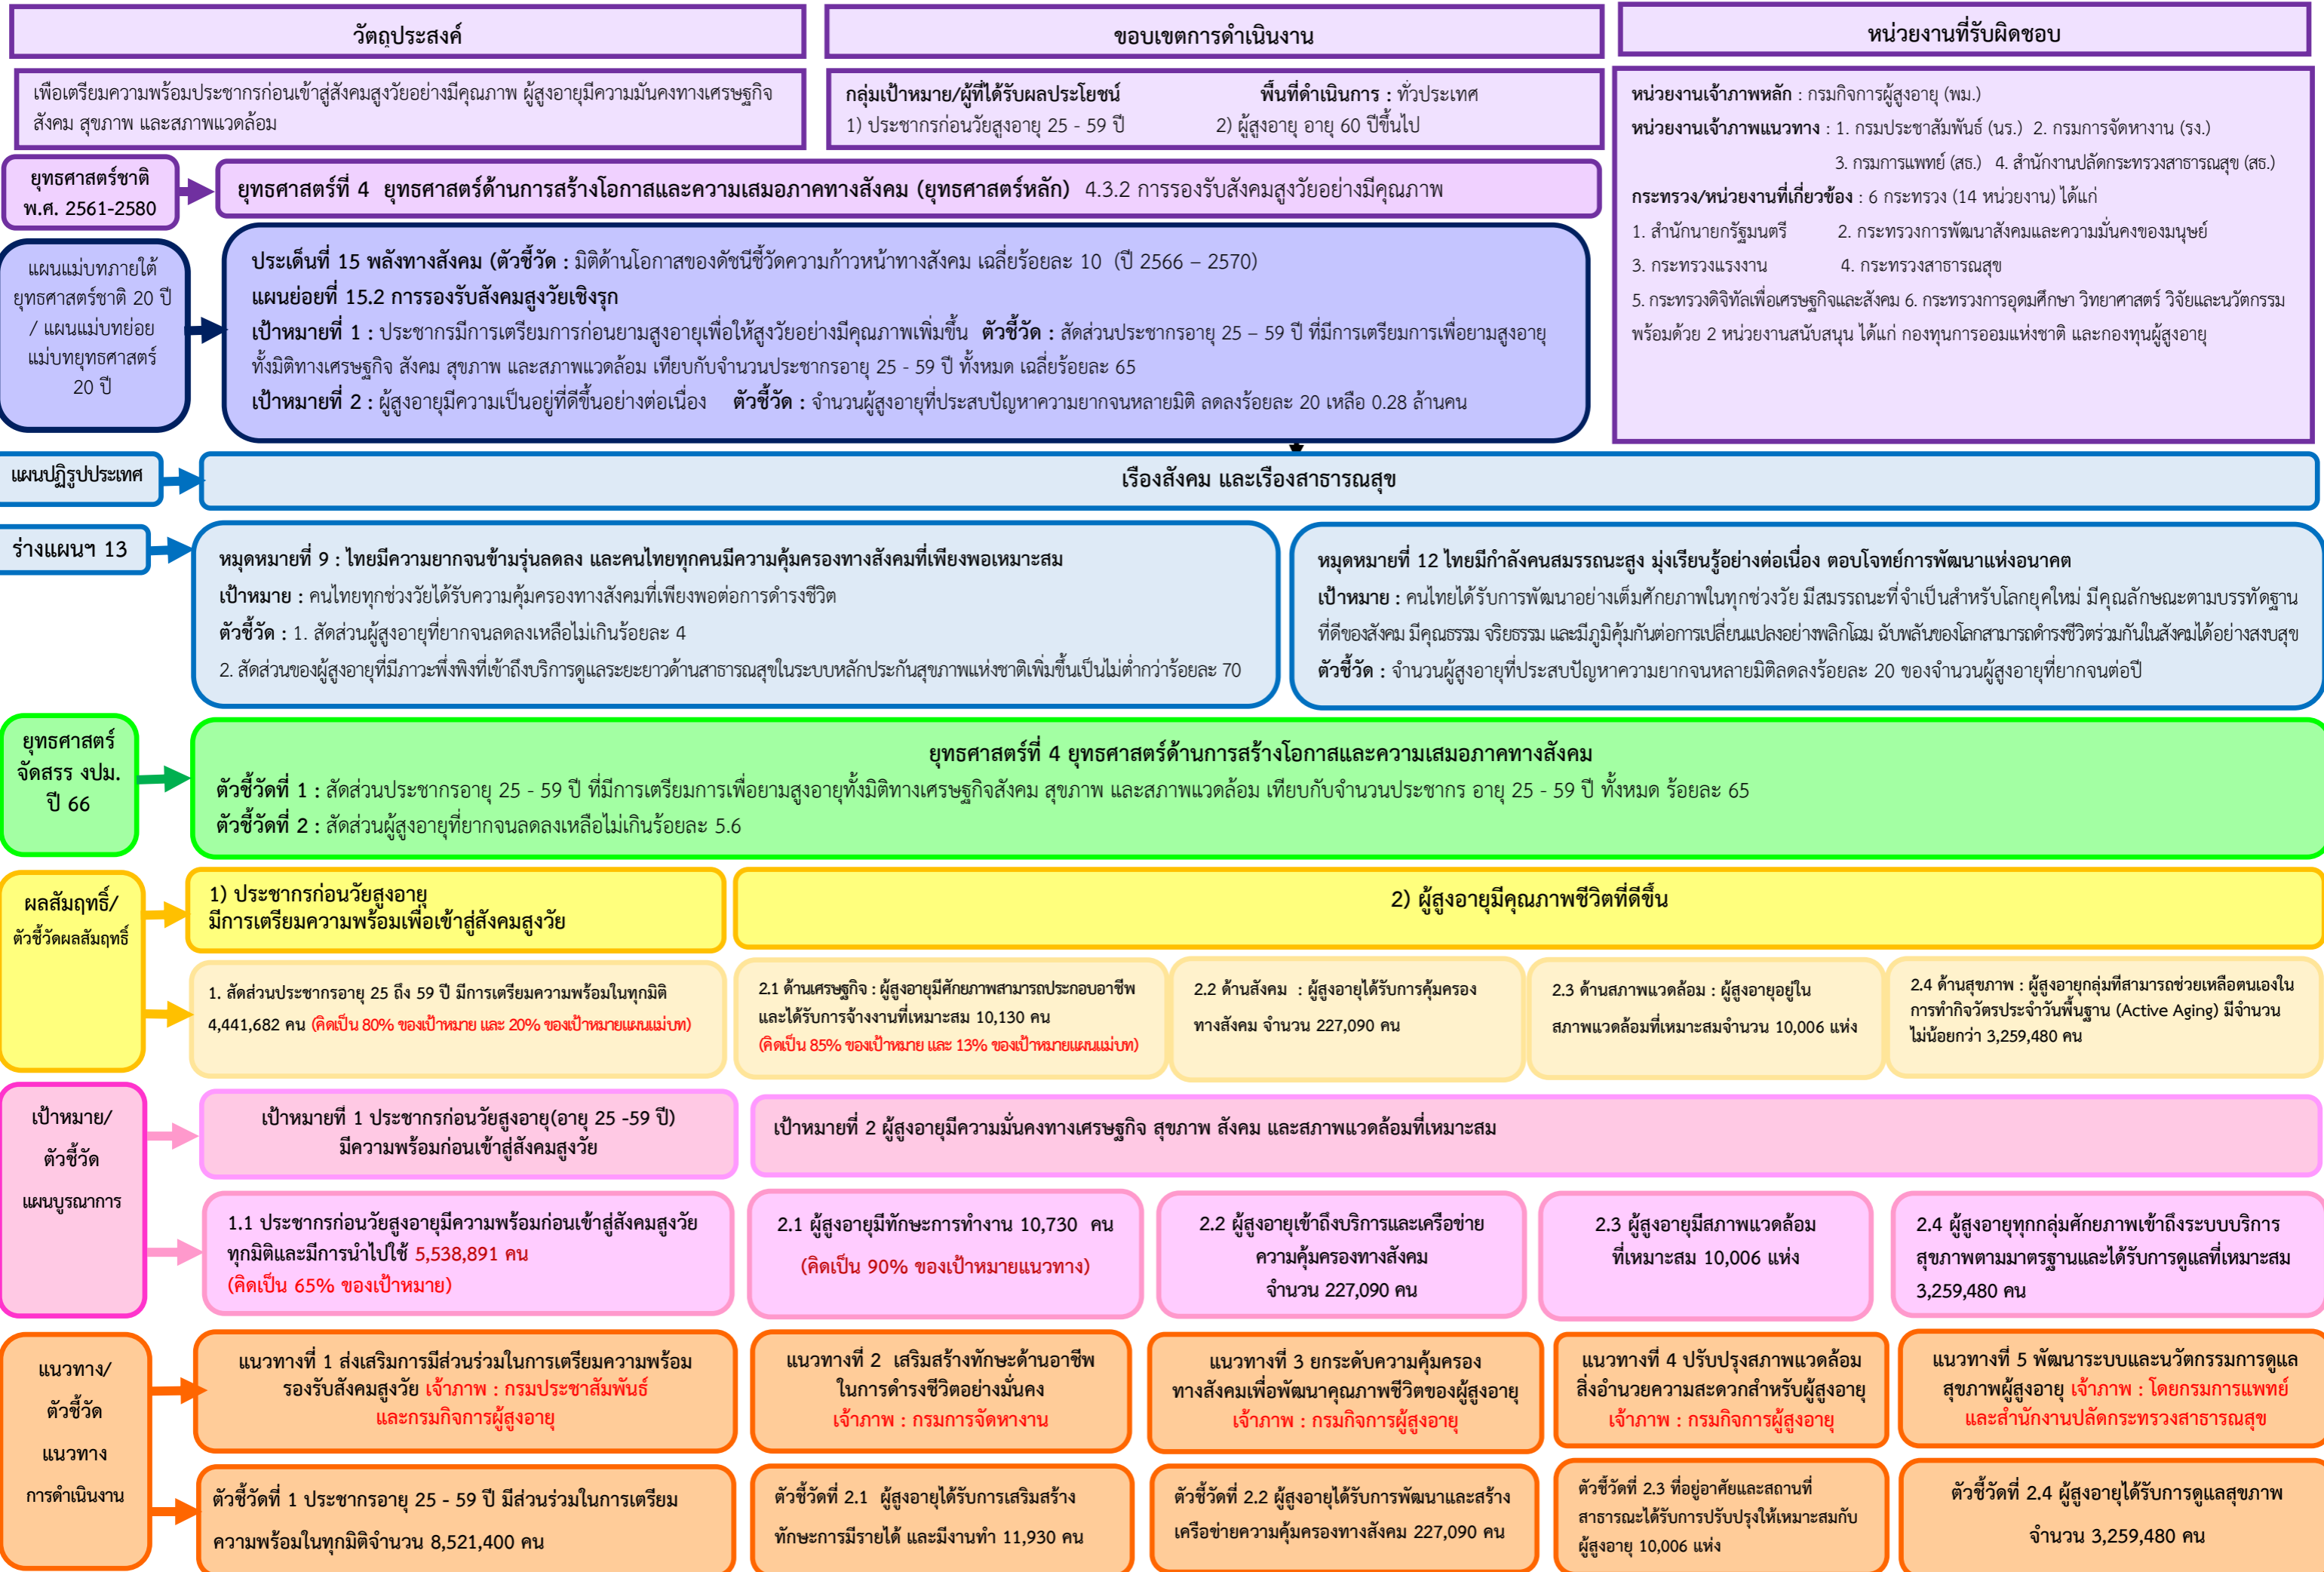 วัตถุประสงค์
เพื่อเตรียมความพร้อมประชากรก่อนเข้าสู่สังคมสูงวัยอย่างมีคุณภาพ ผู้สูงอายุมีความมั่นคงทางเศรษฐกิจ
สังคม สุขภาพ และสภาพแวดล้อม
ขอบเขตการดำเนินงาน
กลุ่มเป้าหมาย/ผู้ที่ได้รับผลประโยชน์ พื้นที่ดำเนินการ : ทั่วประเทศ
1) ประชากรก่อนวัยสูงอายุ 25 - 59 ปี 2) ผู้สูงอายุ อายุ 60 ปีขึ้นไป
หน่วยงานที่รับผิดชอบ
หน่วยงานเจ้าภาพหลัก : กรมกิจการผู้สูงอายุ (พม.)
หน่วยงานเจ้าภาพแนวทาง : 1. กรมประชาสัมพันธ์ (นร.) 2. กรมการจัดหางาน (รง.)
3. กรมการแพทย์ (สธ.) 4. สำนักงานปลัดกระทรวงสาธารณสุข (สธ.)
กระทรวง/หน่วยงานที่เกี่ยวข้อง : 6 กระทรวง (14 หน่วยงาน) ได้แก่
1. สำนักนายกรัฐมนตรี 2. กระทรวงการพัฒนาสังคมและความมั่นคงของมนุษย์
3. กระทรวงแรงงาน 4. กระทรวงสาธารณสุข
5. กระทรวงดิจิทัลเพื่อเศรษฐกิจและสังคม 6. กระทรวงการอุดมศึกษา วิทยาศาสตร์ วิจัยและนวัตกรรม
พร้อมด้วย 2 หน่วยงานสนับสนุน ได้แก่ กองทุนการออมแห่งชาติ และกองทุนผู้สูงอายุ
ยุทธศาสตร์ชาติ
พ.ศ. 2561-2580
ยุทธศาสตร์ที่ 4 ยุทธศาสตร์ด้านการสร้างโอกาสและความเสมอภาคทางสังคม (ยุทธศาสตร์หลัก) 4.3.2 การรองรับสังคมสูงวัยอย่างมีคุณภาพ
แผนแม่บทภายใต้
ยุทธศาสตร์ชาติ 20 ปี
/ แผนแม่บทย่อย
แม่บทยุทธศาสตร์
20 ปี
ประเด็นที่ 15 พลังทางสังคม (ตัวชี้วัด : มิติด้านโอกาสของดัชนีชี้วัดความก้าวหน้าทางสังคม เฉลี่ยร้อยละ 10 (ปี 2566 – 2570)
แผนย่อยที่ 15.2 การรองรับสังคมสูงวัยเชิงรุก
เป้าหมายที่ 1 : ประชากรมีการเตรียมการก่อนยามสูงอายุเพื่อให้สูงวัยอย่างมีคุณภาพเพิ่มขึ้น ตัวชี้วัด : สัดส่วนประชากรอายุ 25 – 59 ปี ที่มีการเตรียมการเพื่อยามสูงอายุ
ทั้งมิติทางเศรษฐกิจ สังคม สุขภาพ และสภาพแวดล้อม เทียบกับจำนวนประชากรอายุ 25 - 59 ปี ทั้งหมด เฉลี่ยร้อยละ 65
เป้าหมายที่ 2 : ผู้สูงอายุมีความเป็นอยู่ที่ดีขึ้นอย่างต่อเนื่อง ตัวชี้วัด : จำนวนผู้สูงอายุที่ประสบปัญหาความยากจนหลายมิติ ลดลงร้อยละ 20 เหลือ 0.28 ล้านคน
แผนปฏิรูปประเทศ
เรื่องสังคม และเรื่องสาธารณสุข
ร่างแผนฯ 13
หมุดหมายที่ 9 : ไทยมีความยากจนข้ามรุ่นลดลง และคนไทยทุกคนมีความคุ้มครองทางสังคมที่เพียงพอเหมาะสม
เป้าหมาย : คนไทยทุกช่วงวัยได้รับความคุ้มครองทางสังคมที่เพียงพอต่อการดำรงชีวิต
ตัวชี้วัด : 1. สัดส่วนผู้สูงอายุที่ยากจนลดลงเหลือไม่เกินร้อยละ 4
2. สัดส่วนของผู้สูงอายุที่มีภาวะพึ่งพิงที่เข้าถึงบริการดูแลระยะยาวด้านสาธารณสุขในระบบหลักประกันสุขภาพแห่งชาติเพิ่มขึ้นเป็นไม่ต่ำกว่าร้อยละ 70
หมุดหมายที่ 12 ไทยมีกำลังคนสมรรถนะสูง มุ่งเรียนรู้อย่างต่อเนื่อง ตอบโจทย์การพัฒนาแห่งอนาคต
เป้าหมาย : คนไทยได้รับการพัฒนาอย่างเต็มศักยภาพในทุกช่วงวัย มีสมรรถนะที่จำเป็นสำหรับโลกยุคใหม่ มีคุณลักษณะตามบรรทัดฐาน
ที่ดีของสังคม มีคุณธรรม จริยธรรม และมีภูมิคุ้มกันต่อการเปลี่ยนแปลงอย่างพลิกโฉม ฉับพลันของโลกสามารถดำรงชีวิตร่วมกันในสังคมได้อย่างสงบสุข
ตัวชี้วัด : จำนวนผู้สูงอายุที่ประสบปัญหาความยากจนหลายมิติลดลงร้อยละ 20 ของจำนวนผู้สูงอายุที่ยากจนต่อปี
ยุทธศาสตร์
จัดสรร งปม.
ปี 66
ยุทธศาสตร์ที่ 4 ยุทธศาสตร์ด้านการสร้างโอกาสและความเสมอภาคทางสังคม
ตัวชี้วัดที่ 1 : สัดส่วนประชากรอายุ 25 - 59 ปี ที่มีการเตรียมการเพื่อยามสูงอายุทั้งมิติทางเศรษฐกิจสังคม สุขภาพ และสภาพแวดล้อม เทียบกับจำนวนประชากร อายุ 25 - 59 ปี ทั้งหมด ร้อยละ 65
ตัวชี้วัดที่ 2 : สัดส่วนผู้สูงอายุที่ยากจนลดลงเหลือไม่เกินร้อยละ 5.6
ผลสัมฤทธิ์/
ตัวชี้วัดผลสัมฤทธิ์
1) ประชากรก่อนวัยสูงอายุ
มีการเตรียมความพร้อมเพื่อเข้าสู่สังคมสูงวัย
2) ผู้สูงอายุมีคุณภาพชีวิตที่ดีขึ้น
1. สัดส่วนประชากรอายุ 25 ถึง 59 ปี มีการเตรียมความพร้อมในทุกมิติ
4,441,682 คน (คิดเป็น 80% ของเป้าหมาย และ 20% ของเป้าหมายแผนแม่บท)
2.1 ด้านเศรษฐกิจ : ผู้สูงอายุมีศักยภาพสามารถประกอบอาชีพ
และได้รับการจ้างงานที่เหมาะสม 10,130 คน
(คิดเป็น 85% ของเป้าหมาย และ 13% ของเป้าหมายแผนแม่บท)
2.2 ด้านสังคม : ผู้สูงอายุได้รับการคุ้มครอง
ทางสังคม จำนวน 227,090 คน
2.3 ด้านสภาพแวดล้อม : ผู้สูงอายุอยู่ใน
สภาพแวดล้อมที่เหมาะสมจำนวน 10,006 แห่ง
2.4 ด้านสุขภาพ : ผู้สูงอายุกลุ่มที่สามารถช่วยเหลือตนเองใน
การทำกิจวัตรประจำวันพื้นฐาน (Active Aging) มีจำนวน
ไม่น้อยกว่า 3,259,480 คน
เป้าหมาย/
ตัวชี้วัด
แผนบูรณาการ
เป้าหมายที่ 1 ประชากรก่อนวัยสูงอายุ(อายุ 25 -59 ปี)
มีความพร้อมก่อนเข้าสู่สังคมสูงวัย
เป้าหมายที่ 2 ผู้สูงอายุมีความมั่นคงทางเศรษฐกิจ สุขภาพ สังคม และสภาพแวดล้อมที่เหมาะสม
1.1 ประชากรก่อนวัยสูงอายุมีความพร้อมก่อนเข้าสู่สังคมสูงวัย
ทุกมิติและมีการนำไปใช้ 5,538,891 คน
(คิดเป็น 65% ของเป้าหมาย)
2.1 ผู้สูงอายุมีทักษะการทำงาน 10,730 คน
(คิดเป็น 90% ของเป้าหมายแนวทาง)
2.2 ผู้สูงอายุเข้าถึงบริการและเครือข่าย
ความคุ้มครองทางสังคม
จำนวน 227,090 คน
2.3 ผู้สูงอายุมีสภาพแวดล้อม
ที่เหมาะสม 10,006 แห่ง
2.4 ผู้สูงอายุทุกกลุ่มศักยภาพเข้าถึงระบบบริการ
สุขภาพตามมาตรฐานและได้รับการดูแลที่เหมาะสม
3,259,480 คน
แนวทาง/
ตัวชี้วัด
แนวทาง
การดำเนินงาน
แนวทางที่ 1 ส่งเสริมการมีส่วนร่วมในการเตรียมความพร้อม
รองรับสังคมสูงวัย เจ้าภาพ : กรมประชาสัมพันธ์
และกรมกิจการผู้สูงอายุ
แนวทางที่ 2 เสริมสร้างทักษะด้านอาชีพ
ในการดำรงชีวิตอย่างมั่นคง
เจ้าภาพ : กรมการจัดหางาน
แนวทางที่ 3 ยกระดับความคุ้มครอง
ทางสังคมเพื่อพัฒนาคุณภาพชีวิตของผู้สูงอายุ
เจ้าภาพ : กรมกิจการผู้สูงอายุ
แนวทางที่ 4 ปรับปรุงสภาพแวดล้อม
สิ่งอำนวยความสะดวกสำหรับผู้สูงอายุ
เจ้าภาพ : กรมกิจการผู้สูงอายุ
แนวทางที่ 5 พัฒนาระบบและนวัตกรรมการดูแล
สุขภาพผู้สูงอายุ เจ้าภาพ : โดยกรมการแพทย์
และสำนักงานปลัดกระทรวงสาธารณสุข
ตัวชี้วัดที่ 1 ประชากรอายุ 25 - 59 ปี มีส่วนร่วมในการเตรียม
ความพร้อมในทุกมิติจำนวน 8,521,400 คน
ตัวชี้วัดที่ 2.1 ผู้สูงอายุได้รับการเสริมสร้าง
ทักษะการมีรายได้ และมีงานทำ 11,930 คน
ตัวชี้วัดที่ 2.2 ผู้สูงอายุได้รับการพัฒนาและสร้าง
เครือข่ายความคุ้มครองทางสังคม 227,090 คน
ตัวชี้วัดที่ 2.3 ที่อยู่อาศัยและสถานที่
สาธารณะได้รับการปรับปรุงให้เหมาะสมกับ
ผู้สูงอายุ 10,006 แห่ง
ตัวชี้วัดที่ 2.4 ผู้สูงอายุได้รับการดูแลสุขภาพ
จำนวน 3,259,480 คน